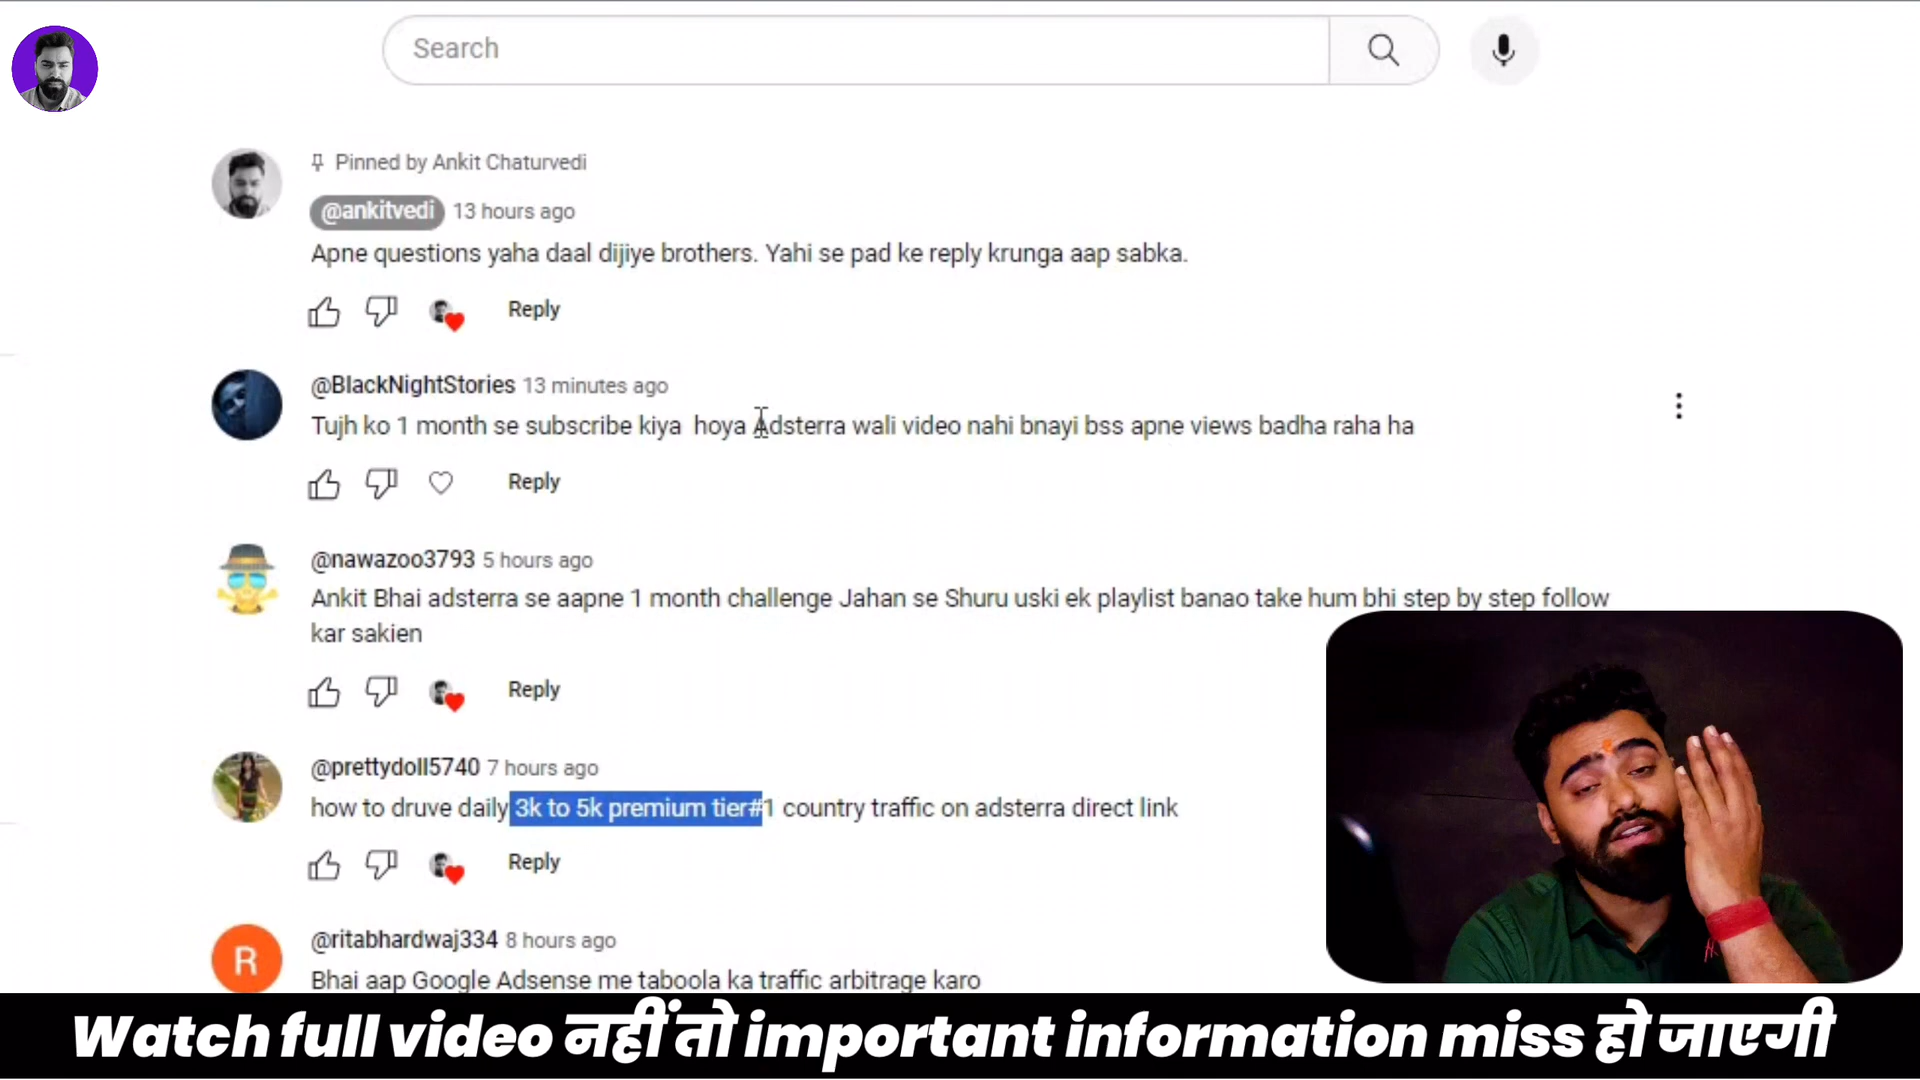 Search
Pinned by Ankit Chaturvedi
@ankitvedi 13 hours ago
Apne questions yaha daal dijiye brothers. Yahi se pad ke reply krunga aap sabka.
Reply
@BlackNightStories 13 minutes ago
Tujh ko 1 month se subscribe kiya hoya Adsterra wali video nahi bnayi bss apne views badha raha ha
Reply
@nawazoo3793 5 hours ago
Ankit Bhai adsterra se aapne 1 month challenge Jahan se Shuru uski ek playlist banao take hum bhi step by step follow
kar sakien
Reply
@prettydoll5740 7 hours ago
how to druve daily 3k to 5k premium tier#1 country traffic on adsterra direct link
Reply
R
@ritabhardwaj334 8 hours ago
Bhai aap Google Adsense me taboola ka traffic arbitrage karo
Watch full video नहीं तो important information miss हो जाएगी